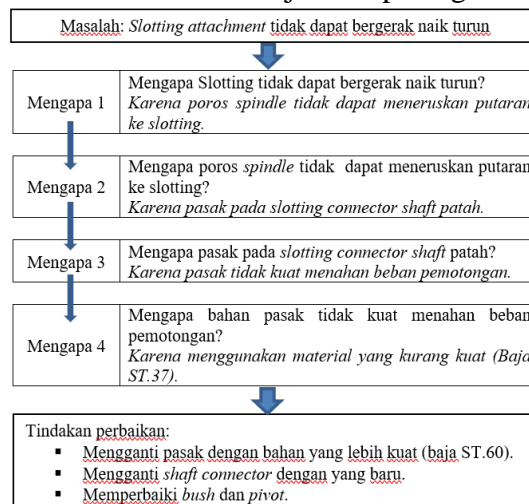 Masalah: Slotting attachment tidak dapat bergerak naik turun
Mengapa 1
Mengapa Slotting tidak dapat bergerak naik turun?
Karena poros spindle tidak dapat meneruskan putaran
ke slotting.
Mengapa 2
Mengapa poros spindle tidak dapat meneruskan putaran
ke slotting?
Karena pasak pada slotting connector shaft patah.
Mengapa 3
Mengapa pasak pada slotting connector shaft patah?
Karena pasak tidak kuat menahan beban pemotongan.
Mengapa 4
Mengapa bahan pasak tidak kuat menahan beban
pemotongan?
Karena menggunakan material yang kurang kuat (Baja
ST.37).
Tindakan perbaikan:
▪ Mengganti pasak dengan bahan yang lebih kuat (baja ST.60).
▪ Mengganti shaft connector dengan yang baru.
▪ Memperbaiki bush dan pivot.